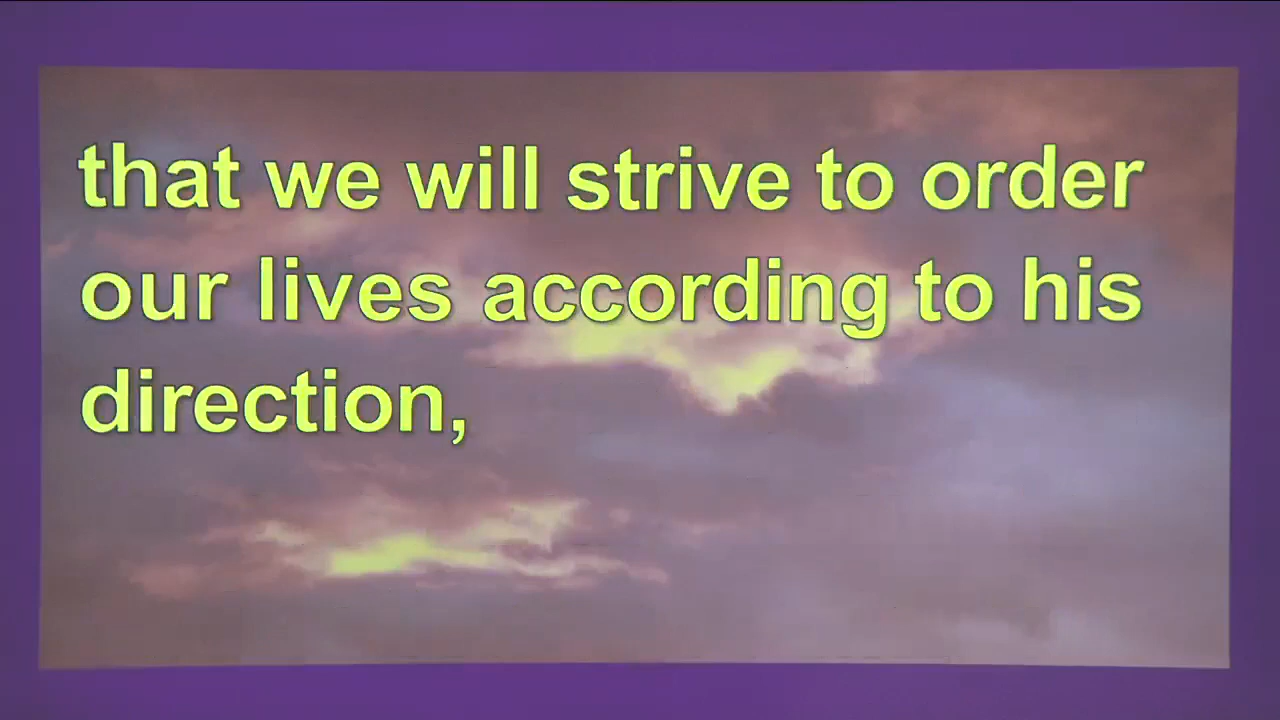 that we will strive to order
our lives according to his
direction,